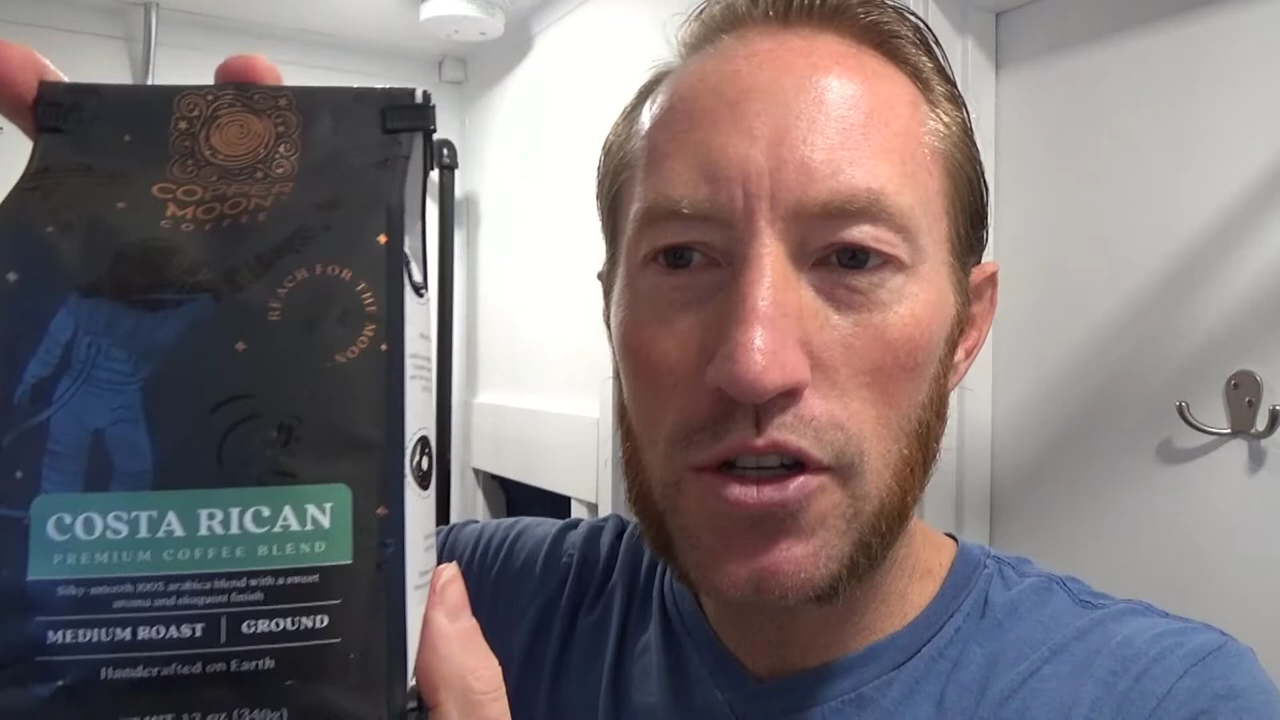 COPPER
MOON
COFFEE
REACH FOR THE MOON
COSTA RICAN
PREMIUM COFFEE BLEND
Silky-smooth 100% arabica blend with a sweet
aroma and elegant finish
MEDIUM ROAST | GROUND
Handcrafted on Earth
12 oz (340g)